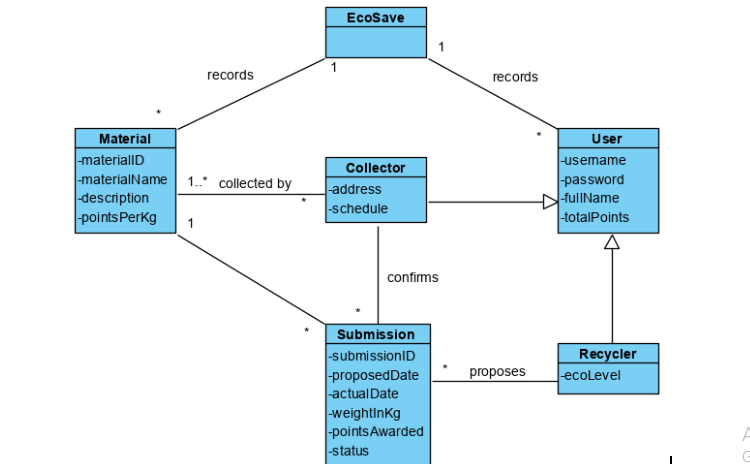 EcoSave
1
1
records
records
*
*
Material
-materialID
-materialName
-description
-pointsPerKg
User
-username
-password
-fullName
-totalPoints
Collector
-address
-schedule
1..*
collected by
*
1
confirms
*
*
Submission
-submissionID
-proposedDate
-actualDate
-weightInKg
-pointsAwarded
-status
*
proposes
Recycler
-ecoLevel